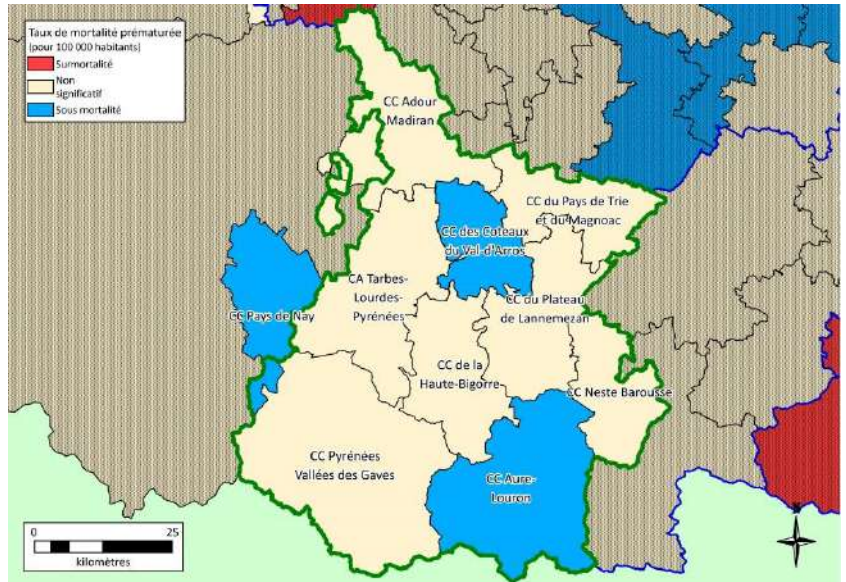 Taux de mortalité prématurée
(pour 100 000 habitants)
Surmortalité
Non
significatif
Sous mortalité
CC Adour
Madiran
CC du Pays de Trie
et du Magnoac
CC des Coteaux
du Val-d'Arros
CA Tarbes-
Lourdes-
Pyrénées
CC Pays de Nay
CC du Plateau
de Lannemezan
CC de la
Haute-Bigorre
CC Neste Barousse
CC Pyrénées
Vallées des Gaves
CC Aure-
Louron
0 25
kilomètres
N